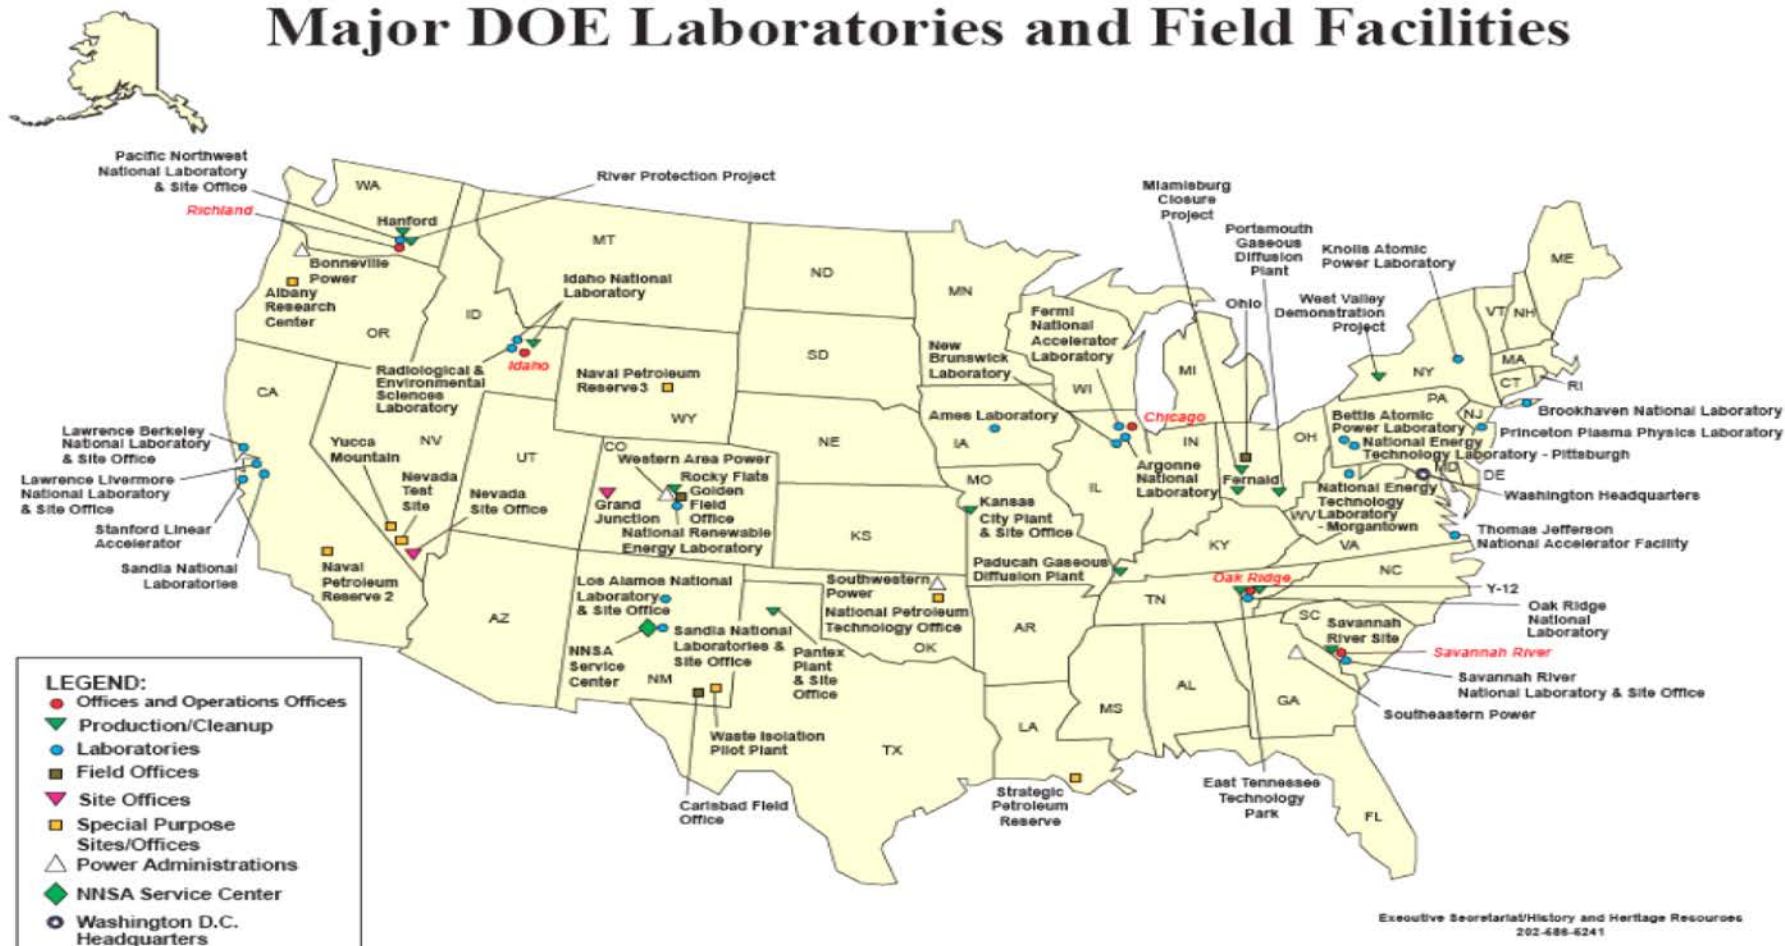 Major DOE Laboratories and Field Facilities
Pacific Northwest
National Laboratory
& Site Office
Richland
WA
Hanford
River Protection Project
Bonneville
Power
Albany
Research
Center
OR
ID
MT
Idaho National
Laboratory
Idaho
Radiological &
Environmental
Sciences
Laboratory
ND
SD
MN
Naval Petroleum
Reserve3
WY
NE
CA
NV
UT
CO
Lawrence Berkeley
National Laboratory
& Site Office
Lawrence Livermore
National Laboratory
& Site Office
Stanford Linear
Accelerator
Sandia National
Laboratories
Yucca
Mountain
Nevada
Test
Site
Nevada
Site Office
Naval
Petroleum
Reserve 2
Western Area Power
Rocky Flats
Golden
Field
Office
Grand
Junction
National Renewable
Energy Laboratory
KS
AZ
NM
Los Alamos National
Laboratory
& Site Office
NNSA
Service
Center
Sandia National
Laboratories &
Site Office
Pantex
Plant
& Site
Office
Southwestern
Power
National Petroleum
Technology Office
OK
TX
Waste Isolation
Pilot Plant
Carlsbad Field
Office
Fermi
National
Accelerator
Laboratory
New
Brunswick
Laboratory
WI
MI
Ames Laboratory
IA
Chicago
Argonne
National
Laboratory
IL
IN
MO
Kansas
City Plant
& Site Office
Paducah Gaseous
Diffusion Plant
AR
LA
MS
AL
Strategic
Petroleum
Reserve
Miamisburg
Closure
Project
Portsmouth
Gaseous
Diffusion
Plant
Ohio
Fernald
OH
KY
TN
Oak Ridge
Knolls Atomic
Power Laboratory
West Valley
Demonstration
Project
ME
VT
NH
MA
NY
CT
RI
PA
NJ
Brookhaven National Laboratory
Princeton Plasma Physics Laboratory
Bettis Atomic
Power Laboratory
National Energy
Technology Laboratory - Pittsburgh
MD
DE
Washington Headquarters
National Energy
Technology
Laboratory
- Morgantown
WV
VA
Thomas Jefferson
National Accelerator Facility
NC
Y-12
Oak Ridge
National
Laboratory
SC
Savannah
River Site
Savannah River
Savannah River
National Laboratory & Site Office
Southeastern Power
GA
East Tennessee
Technology
Park
FL
LEGEND:
Offices and Operations Offices
Production/Cleanup
Laboratories
Field Offices
Site Offices
Special Purpose
Sites/Offices
Power Administrations
NNSA Service Center
Washington D.C.
Headquarters
Executive Secretariat/History and Heritage Resources
202-586-5241